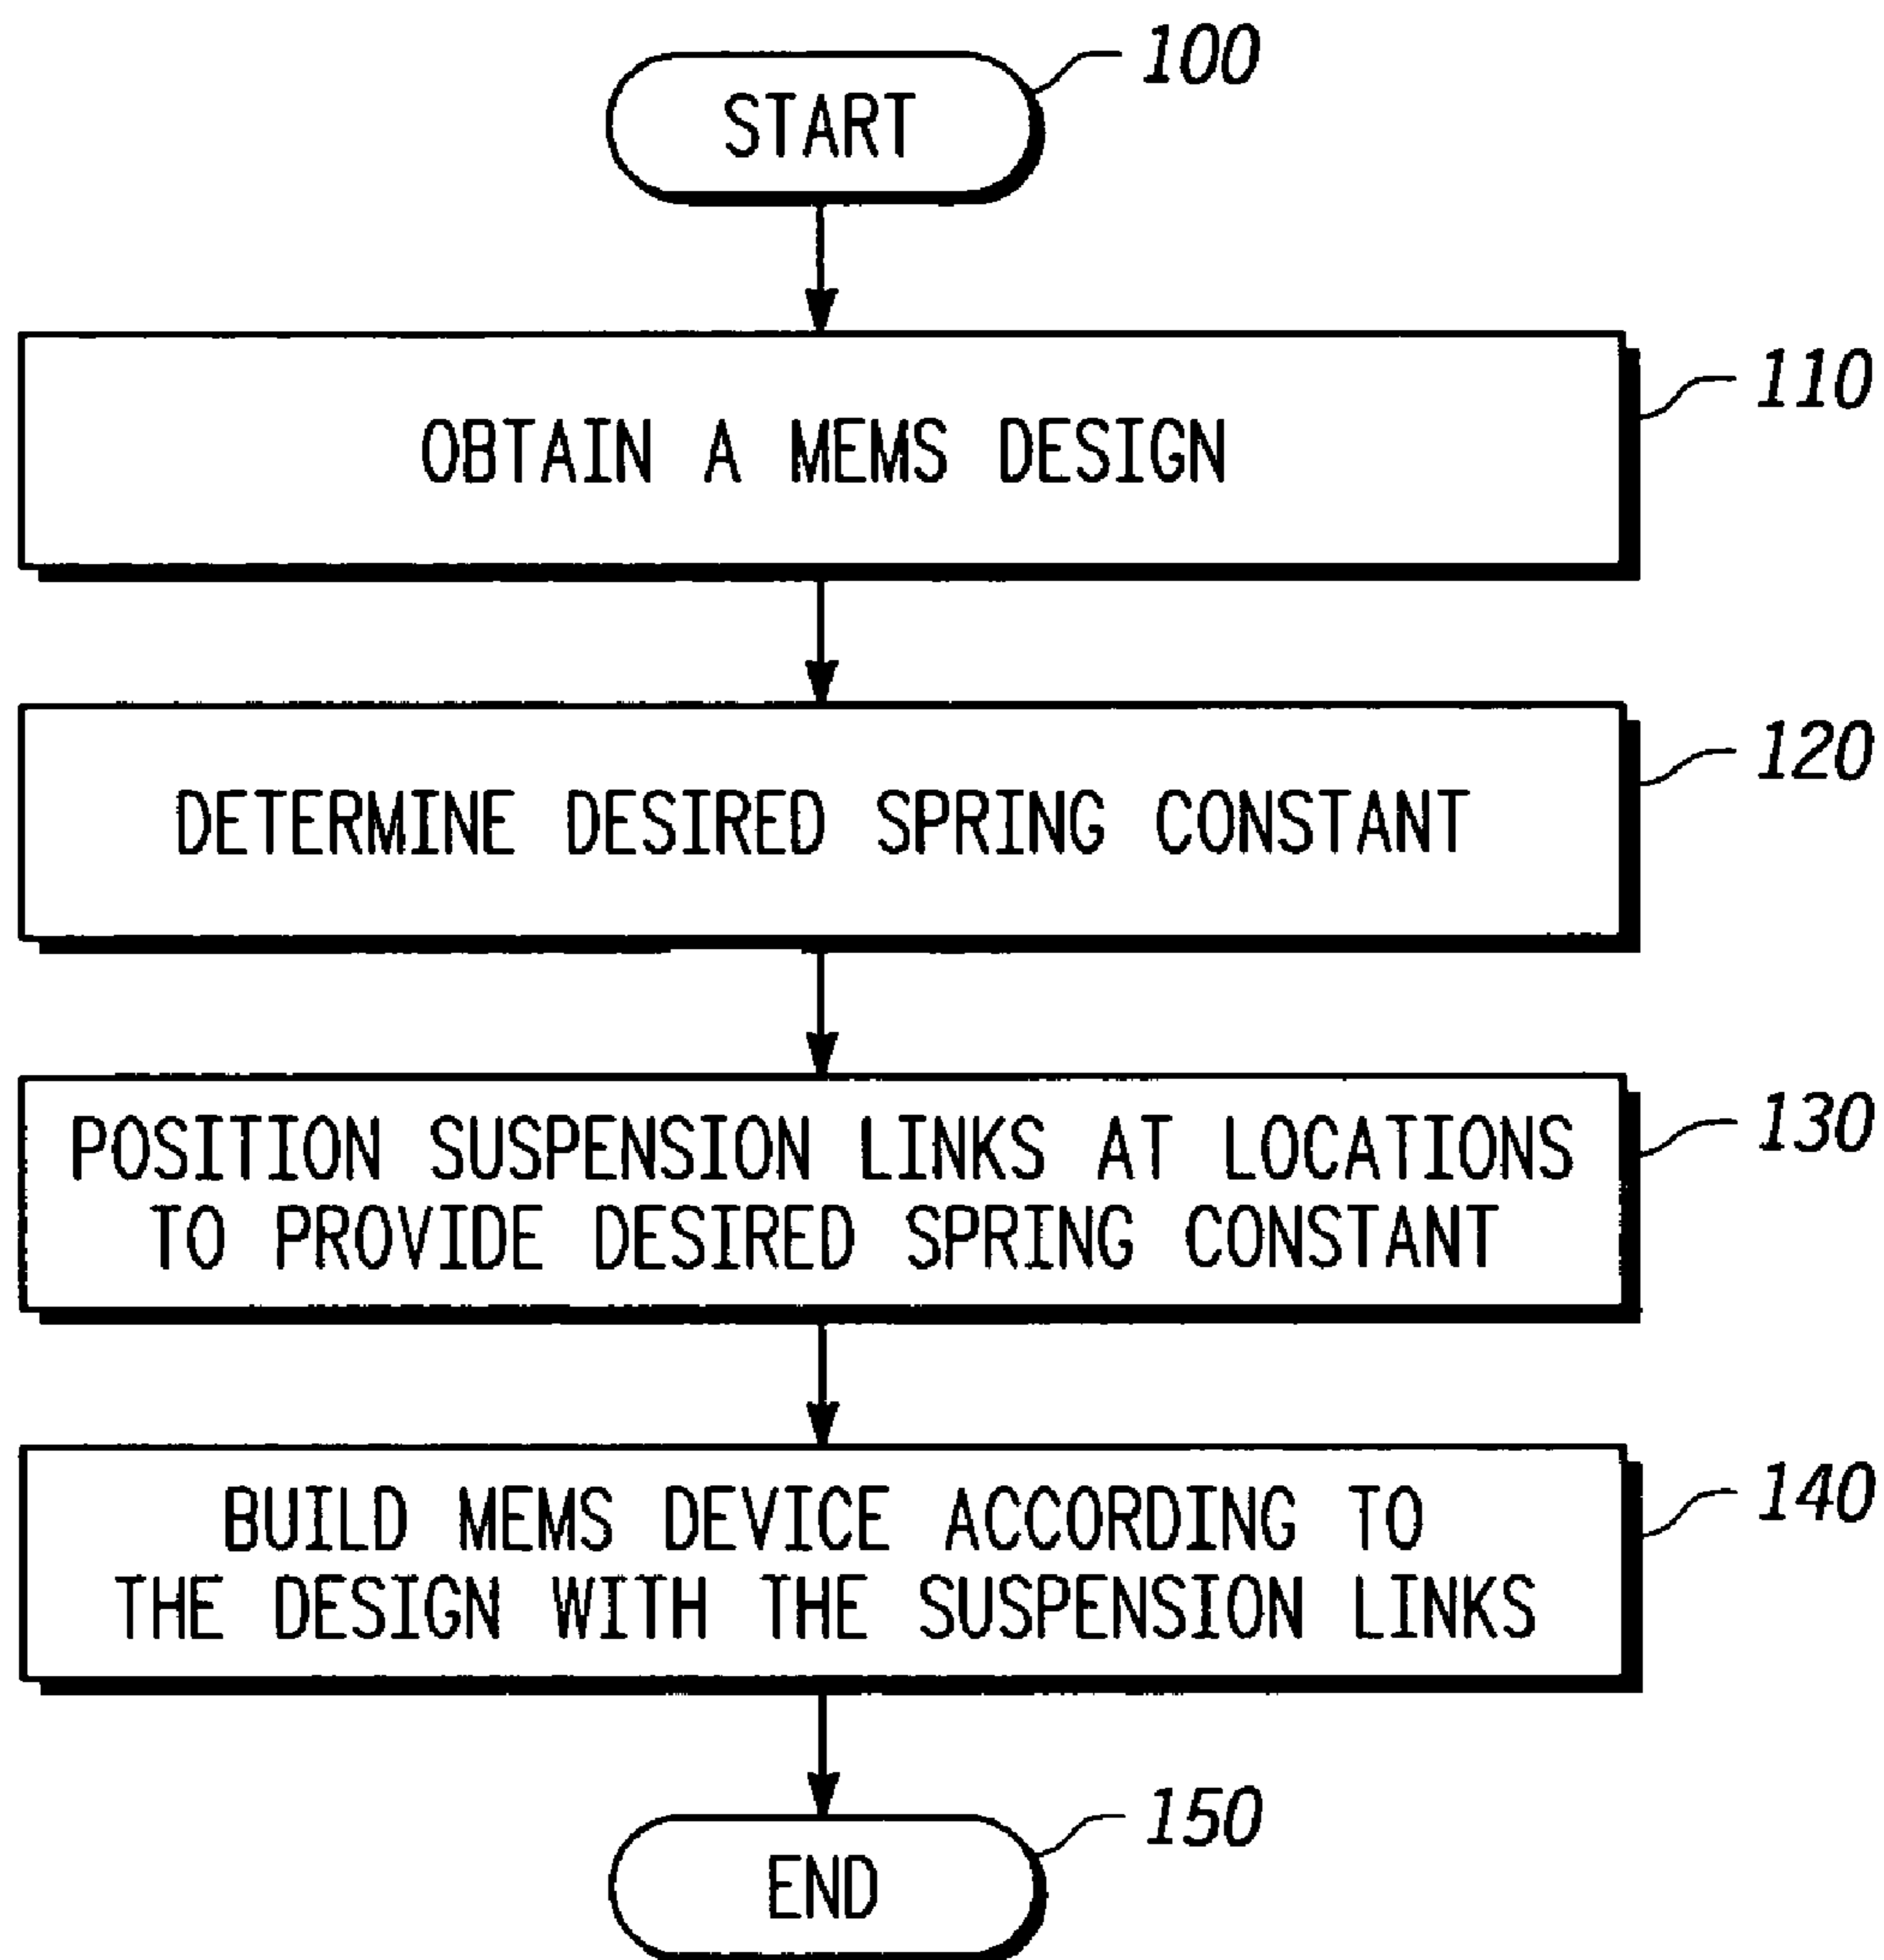 100
START
110
OBTAIN A MEMS DESIGN
120
DETERMINE DESIRED SPRING CONSTANT
130
POSITION SUSPENSION LINKS AT LOCATIONS
TO PROVIDE DESIRED SPRING CONSTANT
140
BUILD MEMS DEVICE ACCORDING TO
THE DESIGN WITH THE SUSPENSION LINKS
150
END